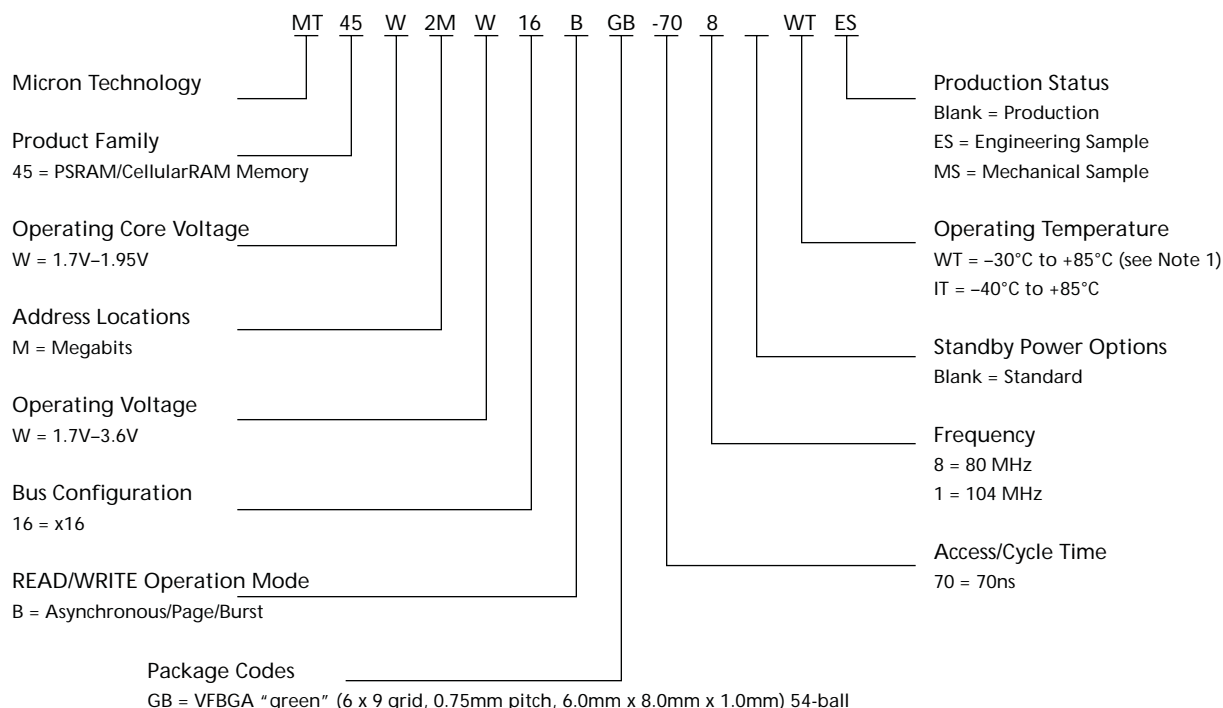 MT 45 W 2M W 16 B GB -70 8 WT ES
Micron Technology
Product Family
45 = PSRAM/CellularRAM Memory
Operating Core Voltage
W = 1.7V–1.95V
Address Locations
M = Megabits
Operating Voltage
W = 1.7V–3.6V
Bus Configuration
16 = x16
READ/WRITE Operation Mode
B = Asynchronous/Page/Burst
Package Codes
GB = VFBGA “green” (6 x 9 grid, 0.75mm pitch, 6.0mm x 8.0mm x 1.0mm) 54-ball
Production Status
Blank = Production
ES = Engineering Sample
MS = Mechanical Sample
Operating Temperature
WT = –30°C to +85°C (see Note 1)
IT = –40°C to +85°C
Standby Power Options
Blank = Standard
Frequency
8 = 80 MHz
1 = 104 MHz
Access/Cycle Time
70 = 70ns